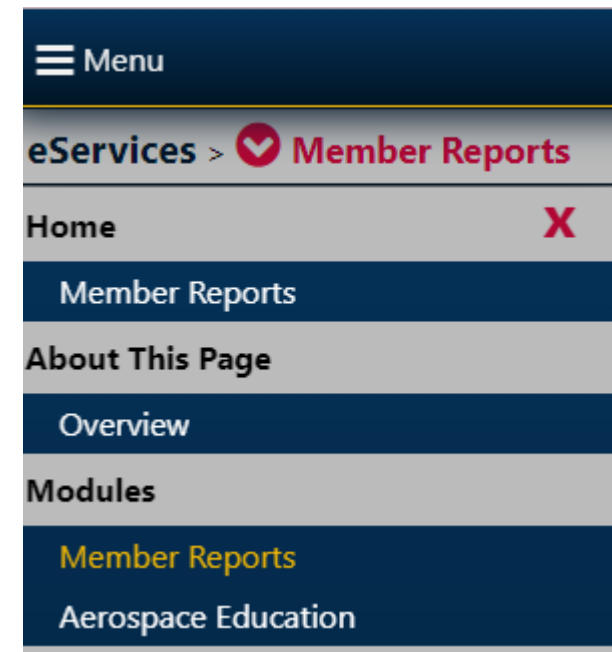 Menu
eServices > Member Reports
Home X
Member Reports
About This Page
Overview
Modules
Member Reports
Aerospace Education